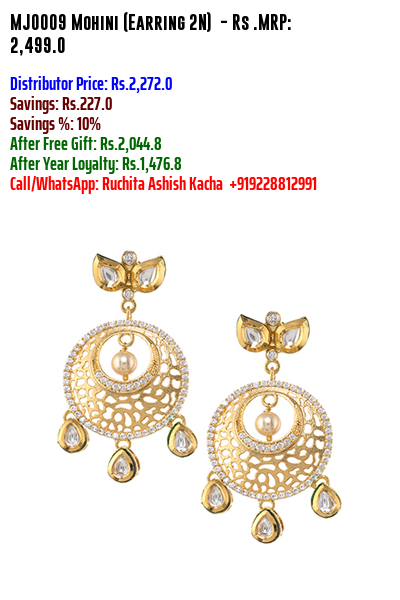 MJ0009 Mohini (Earring 2N) - Rs .MRP:
2,499.0
Distributor Price: Rs.2,272.0
Savings: Rs.227.0
Savings %: 10%
After Free Gift: Rs.2,044.8
After Year Loyalty: Rs.1,476.8
Call/WhatsApp: Ruchita Ashish Kacha +919228812991